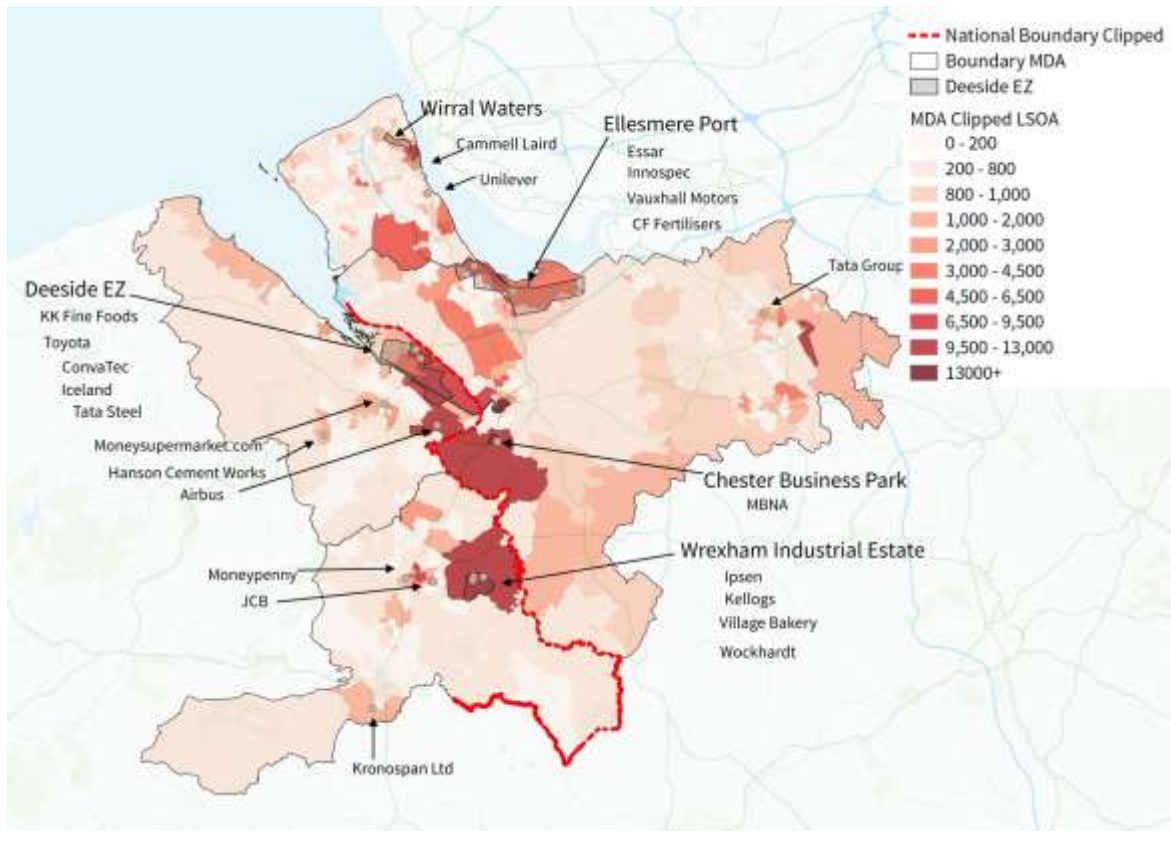 National Boundary Clipped
Boundary MDA
Deeside EZ
MDA Clipped LSOA
0 - 200
200 - 800
800 - 1,000
1,000 - 2,000
2,000 - 3,000
3,000 - 4,500
4,500 - 6,500
6,500 - 9,500
9,500 - 13,000
13000+
Wirral Waters
Cammell Laird
Unilever
Ellesmere Port
Essar
Innospec
Vauxhall Motors
CF Fertilisers
Tata Group
Deeside EZ
KK Fine Foods
Toyota
ConvaTec
Iceland
Tata Steel
Moneysupermarket.com
Hanson Cement Works
Airbus
Chester Business Park
MBNA
Wrexham Industrial Estate
Ipsen
Kellogs
Village Bakery
Wockhardt
Moneypenny
JCB
Kronospan Ltd